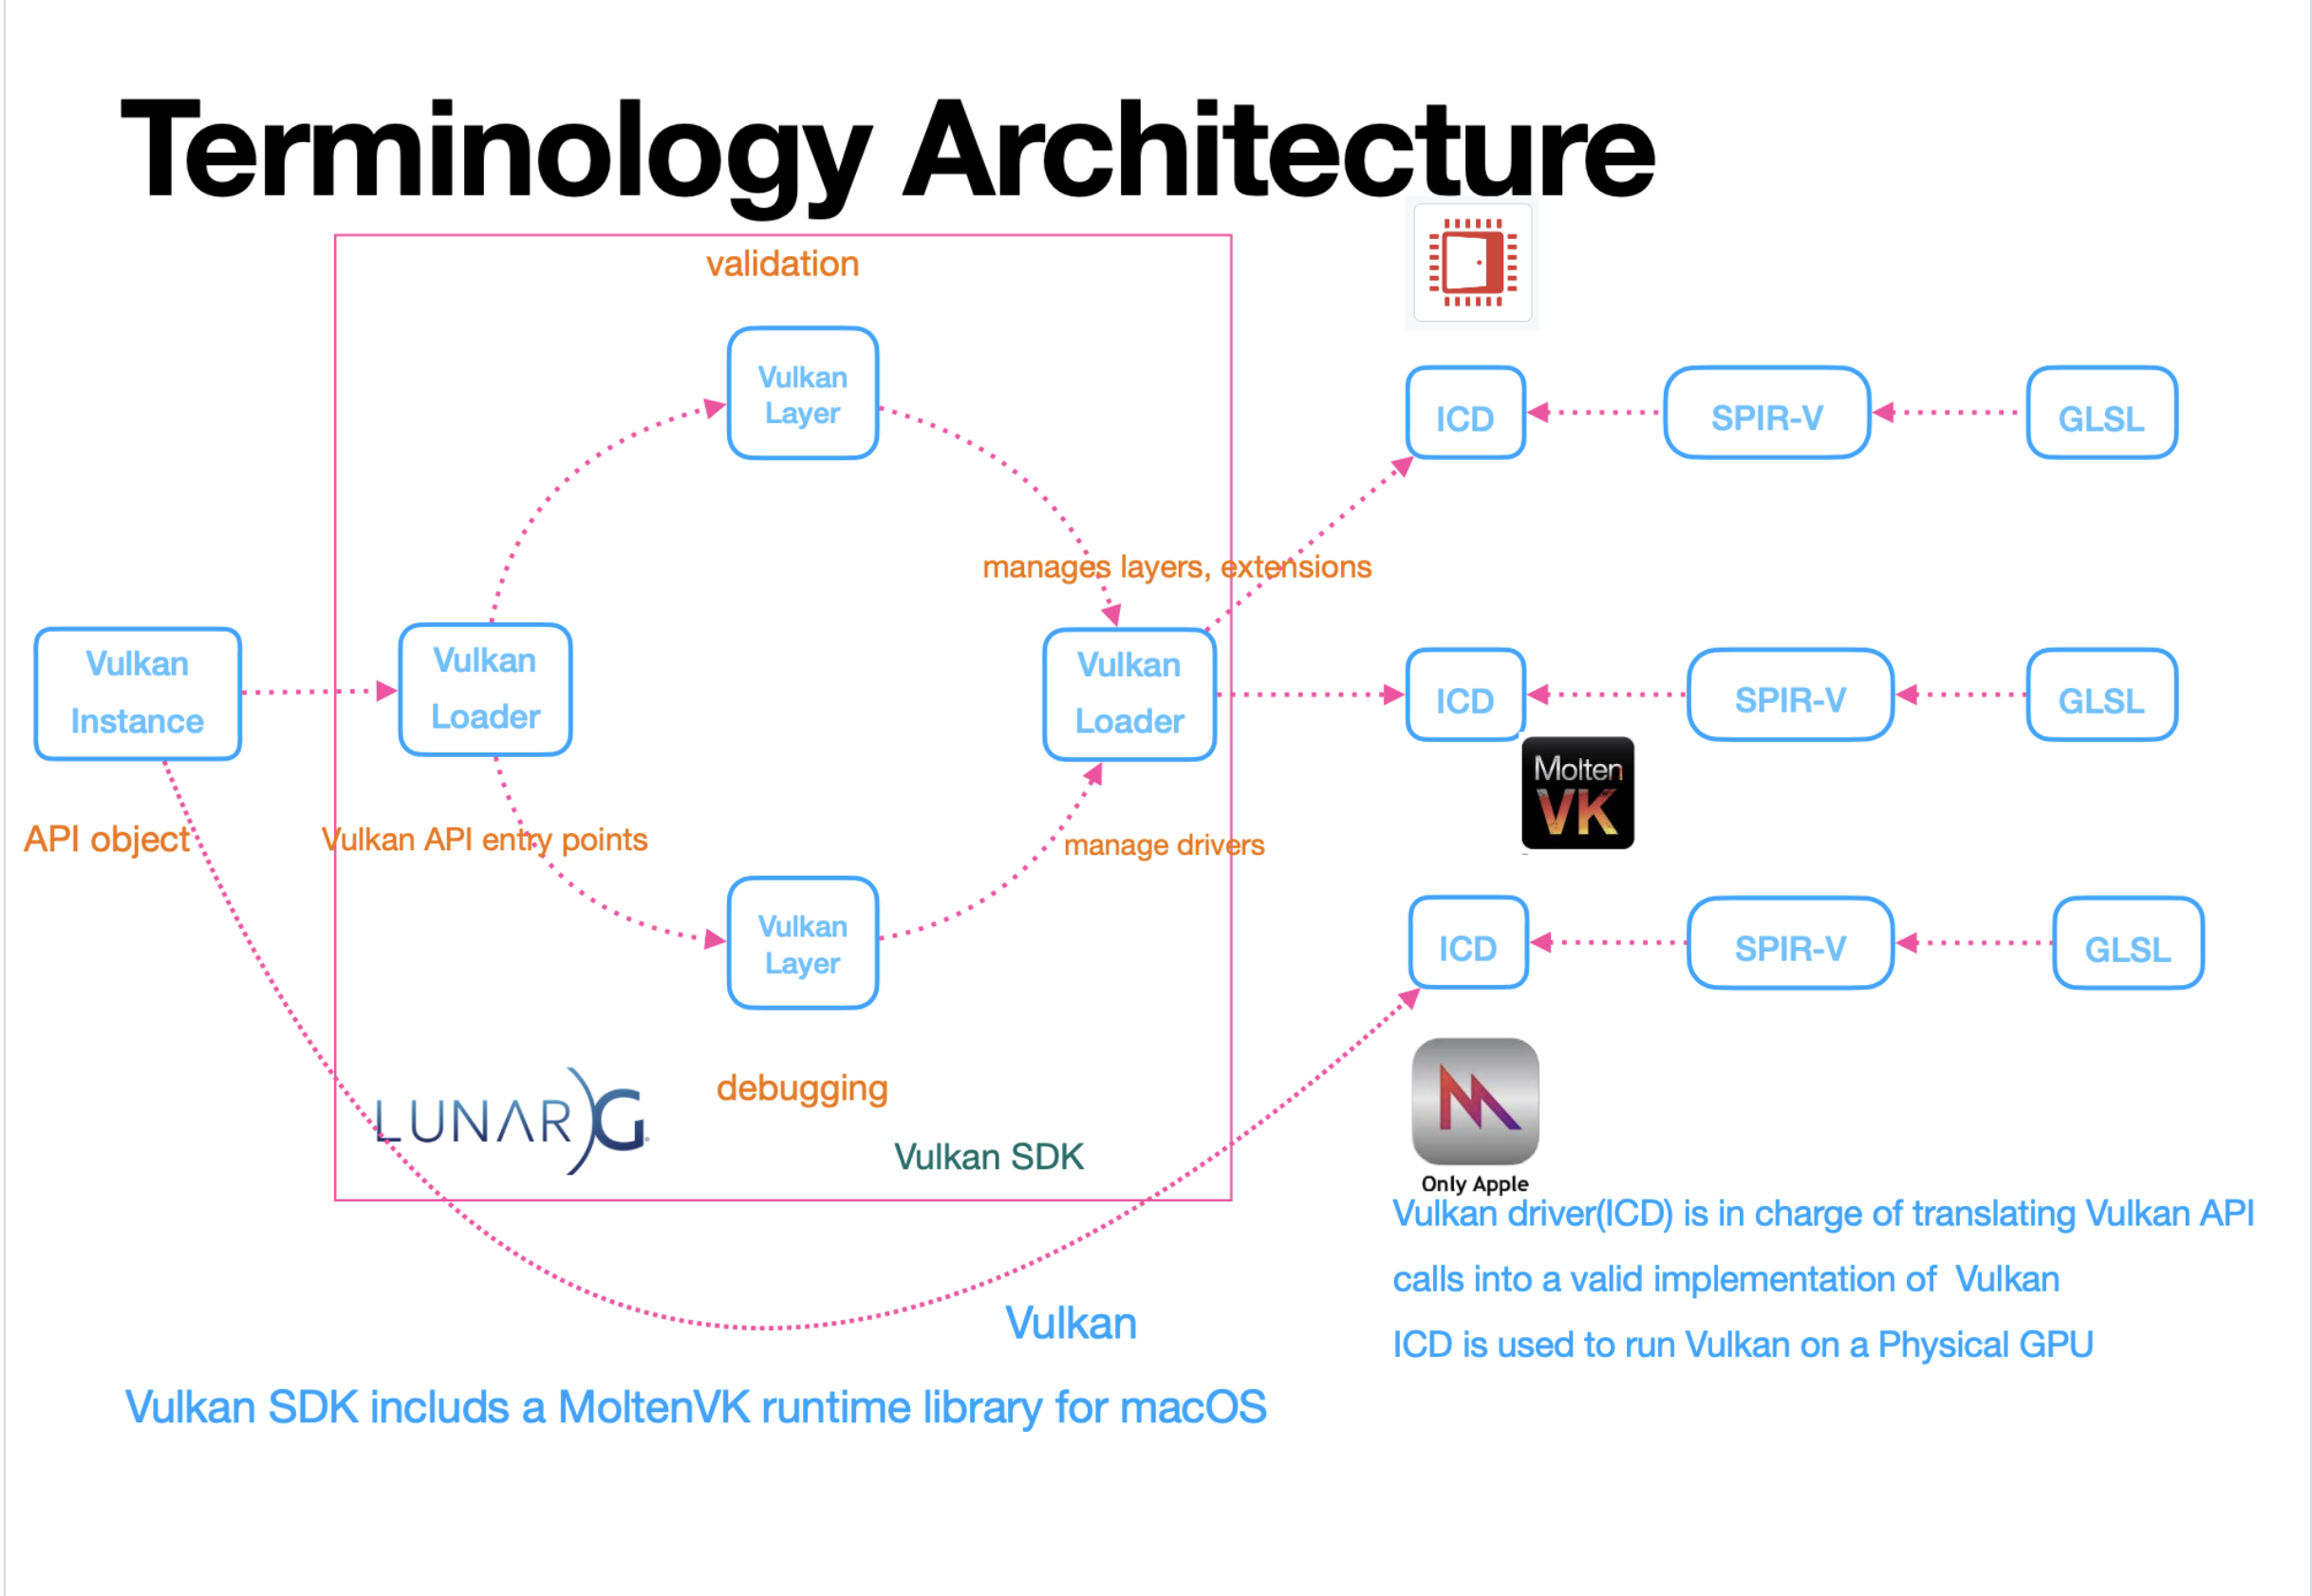 Terminology Architecture
validation
Vulkan
Layer
ICD
SPIR-V
GLSL
manages layers, extensions
Vulkan
Instance
Vulkan
Loader
Vulkan
Loader
ICD
SPIR-V
GLSL
Molten
VK
API object
Vulkan API entry points
manage drivers
Vulkan
Layer
ICD
SPIR-V
GLSL
LUNARG
debugging
Vulkan SDK
Only Apple
Vulkan driver(ICD) is in charge of translating Vulkan API
calls into a valid implementation of Vulkan
ICD is used to run Vulkan on a Physical GPU
Vulkan
Vulkan SDK includs a MoltenVK runtime library for macOS